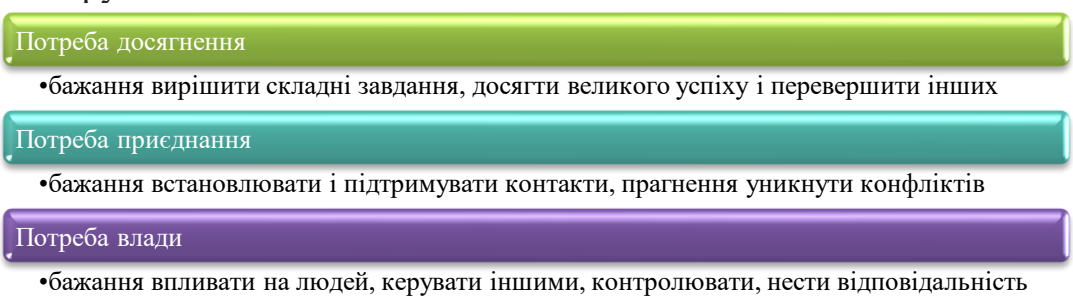 Потреба досягнення
•бажання вирішити складні завдання, досягти великого успіху і перевершити інших
Потреба приєднання
•бажання встановлювати і підтримувати контакти, прагнення уникнути конфліктів
Потреба влади
•бажання впливати на людей, керувати іншими, контролювати, нести відповідальність